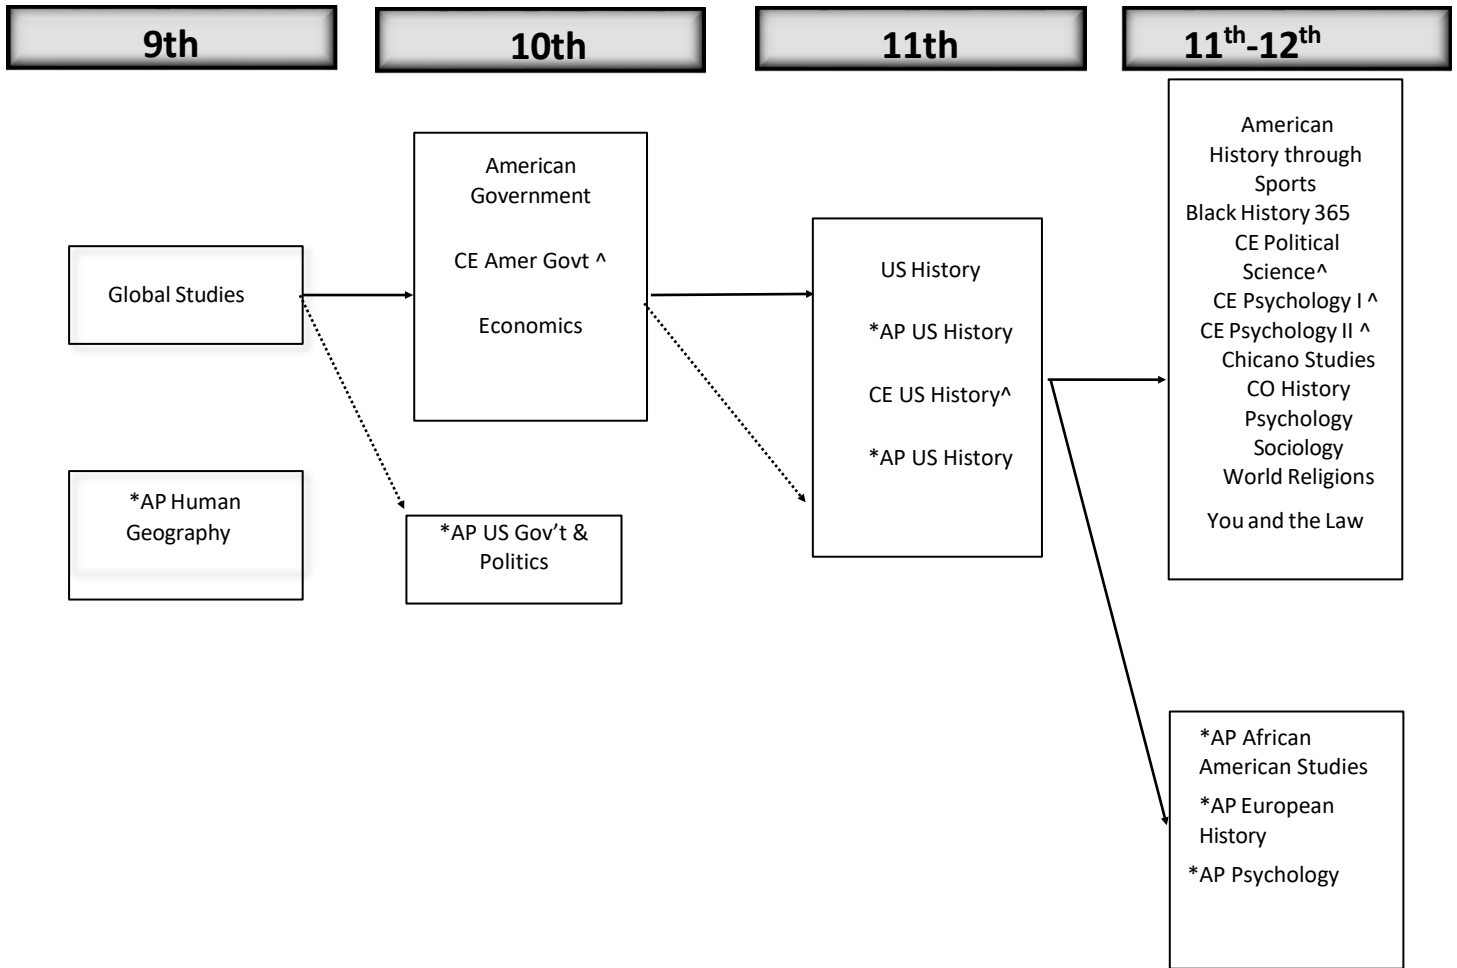 9th
10th
11th
11th-12th
Global Studies
*AP Human
Geography
American
Government
CE Amer Govt ^
Economics
*AP US Gov’t &
Politics
US History
*AP US History
CE US History^
*AP US History
American
History through
Sports
Black History 365
CE Political
Science^
CE Psychology I ^
CE Psychology II ^
Chicano Studies
CO History
Psychology
Sociology
World Religions
You and the Law
*AP African
American Studies
*AP European
History
*AP Psychology